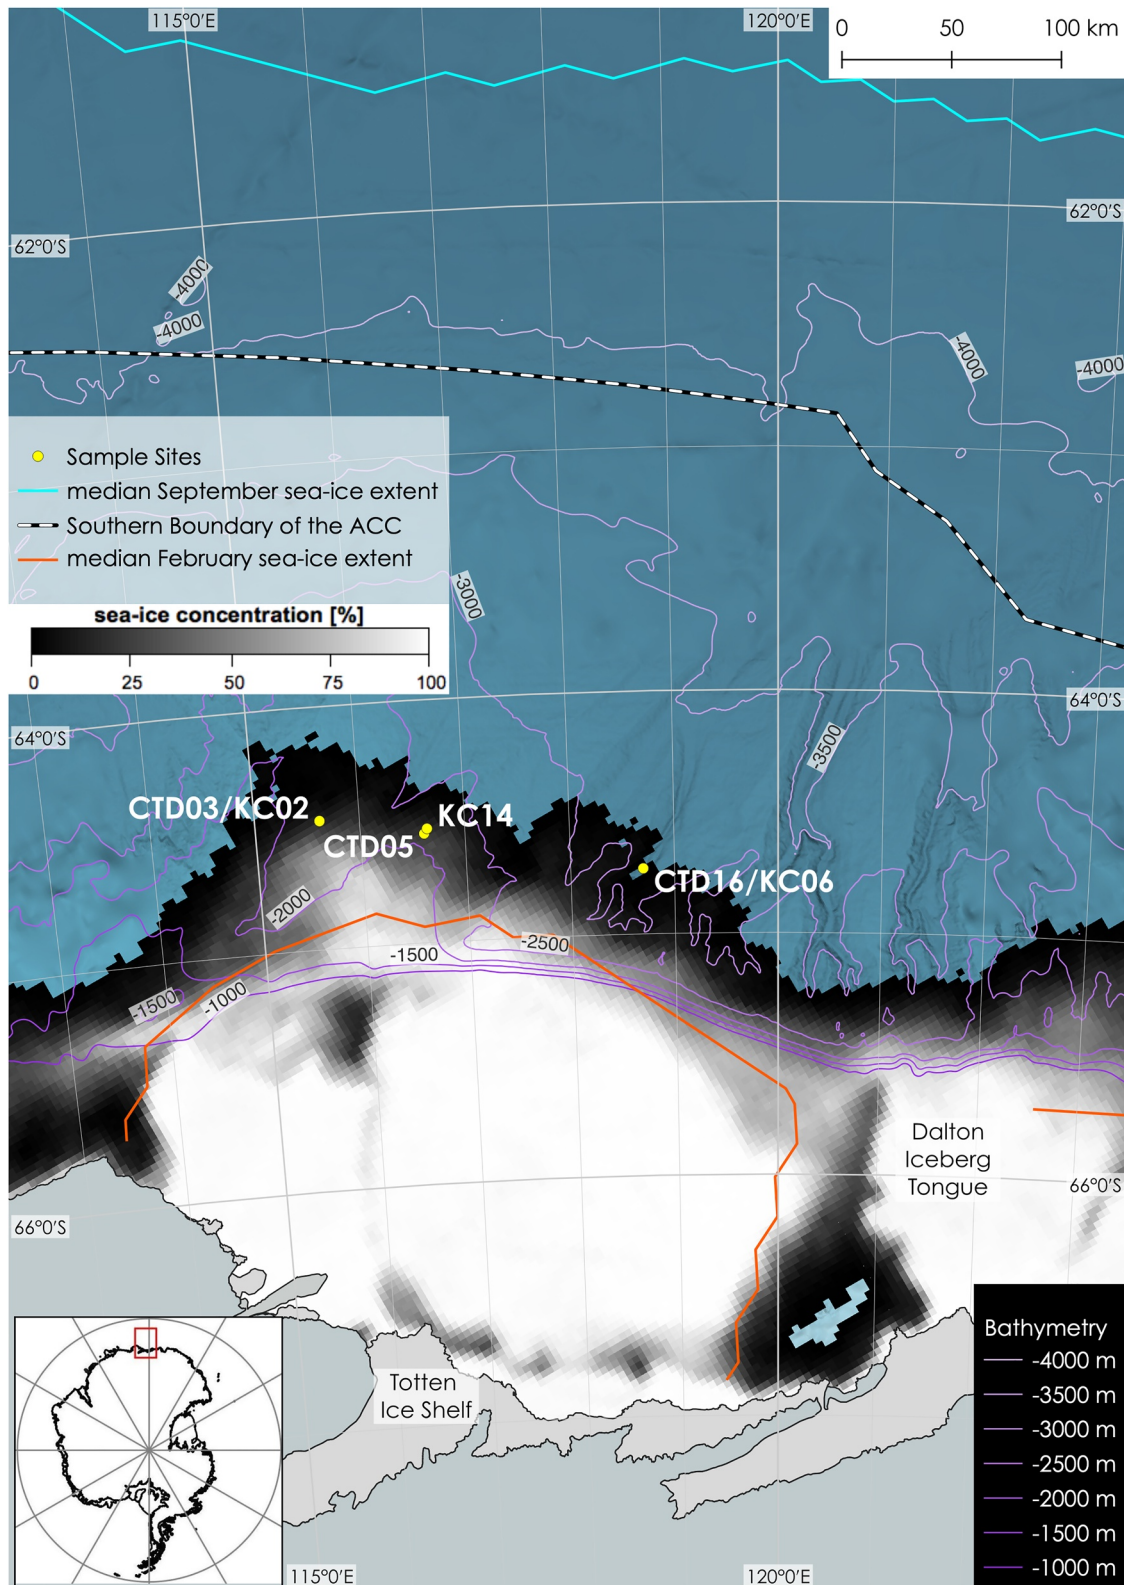 115°0'E
120°0'E
0 50 100 km
62°0'S
62°0'S
-4000
-4000
-4000
-4000
Sample Sites
median September sea-ice extent
Southern Boundary of the ACC
median February sea-ice extent
-3000
sea-ice concentration [%]
0 25 50 75 100
64°0'S
64°0'S
-3500
CTD03/KC02
KC14
CTD05
CTD16/KC06
-2000
-2500
-1500
-1500
-1000
Dalton
Iceberg
Tongue
66°0'S
66°0'S
Totten
Ice Shelf
Bathymetry
-4000 m
-3500 m
-3000 m
-2500 m
-2000 m
-1500 m
-1000 m
115°0'E
120°0'E